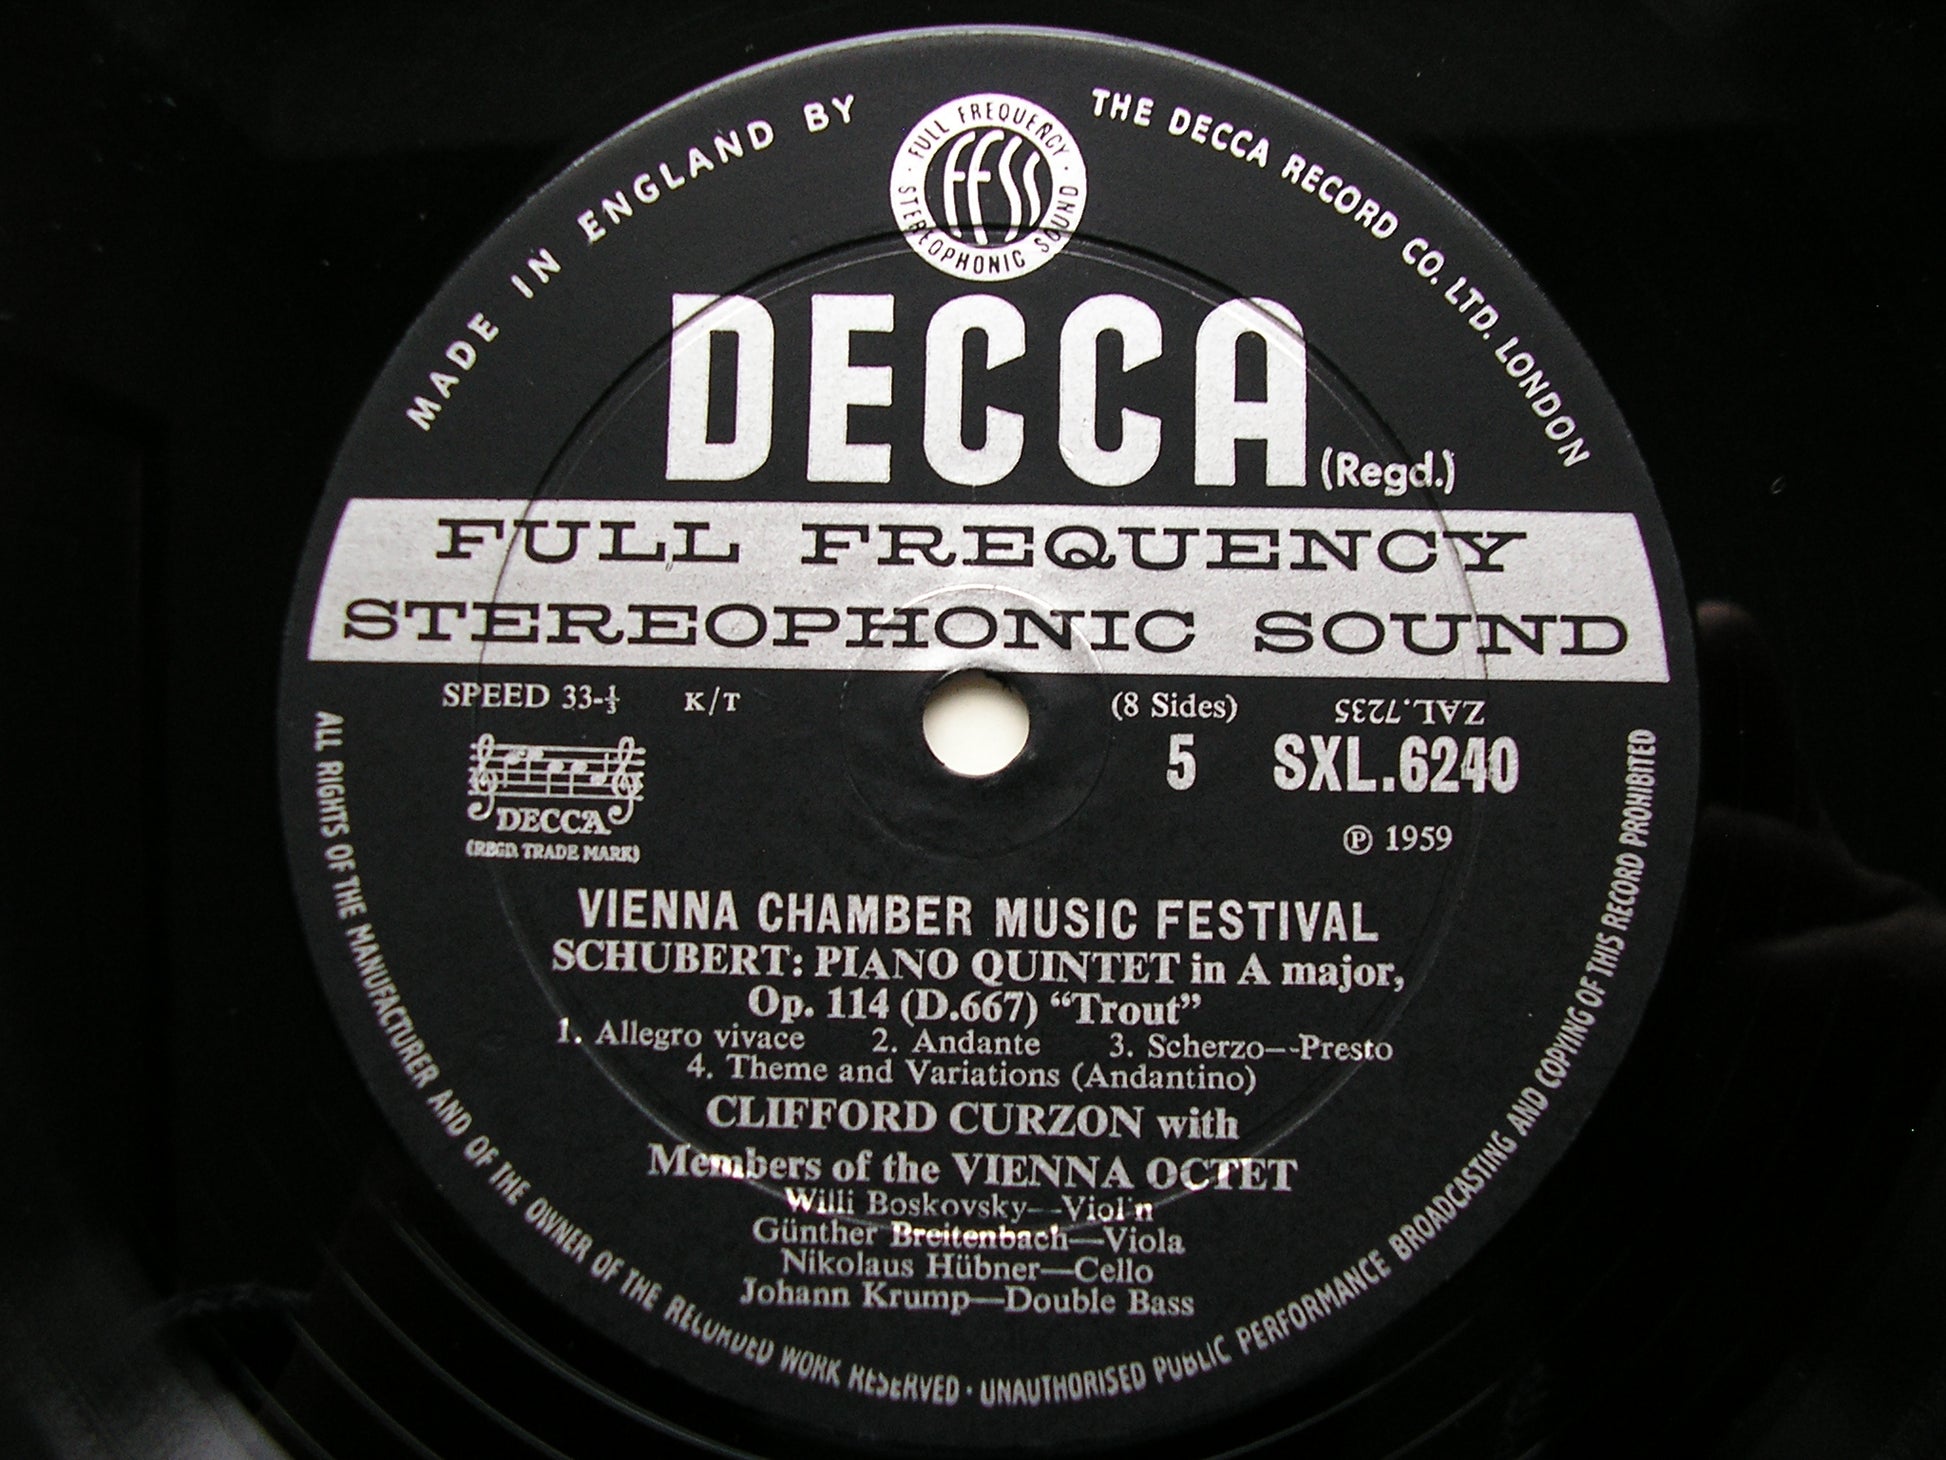 MADE IN ENGLAND BY
THE DECCA RECORD CO. LTD. LONDON
FULL FREQUENCY
FFSS
STEREOPHONIC SOUND
DECCA (Regd.)
FULL FREQUENCY
STEREOPHONIC SOUND
SPEED 33-⅓ K/T (8 Sides) ZAL.7235
5 SXL.6240
DECCA
(REGD. TRADE MARK)
℗ 1959
VIENNA CHAMBER MUSIC FESTIVAL
SCHUBERT: PIANO QUINTET in A major,
Op. 114 (D.667) “Trout”
1. Allegro vivace 2. Andante 3. Scherzo—-Presto
4. Theme and Variations (Andantino)
CLIFFORD CURZON with
Members of the VIENNA OCTET
Willi Boskovsky—-Violin
Günther Breitenbach—Viola
Nikolaus Hübner—Cello
Johann Krump—Double Bass
ALL RIGHTS OF THE MANUFACTURER AND OF THE OWNER OF THE RECORDED WORK RESERVED · UNAUTHORISED PUBLIC PERFORMANCE BROADCASTING AND COPYING OF THIS RECORD PROHIBITED